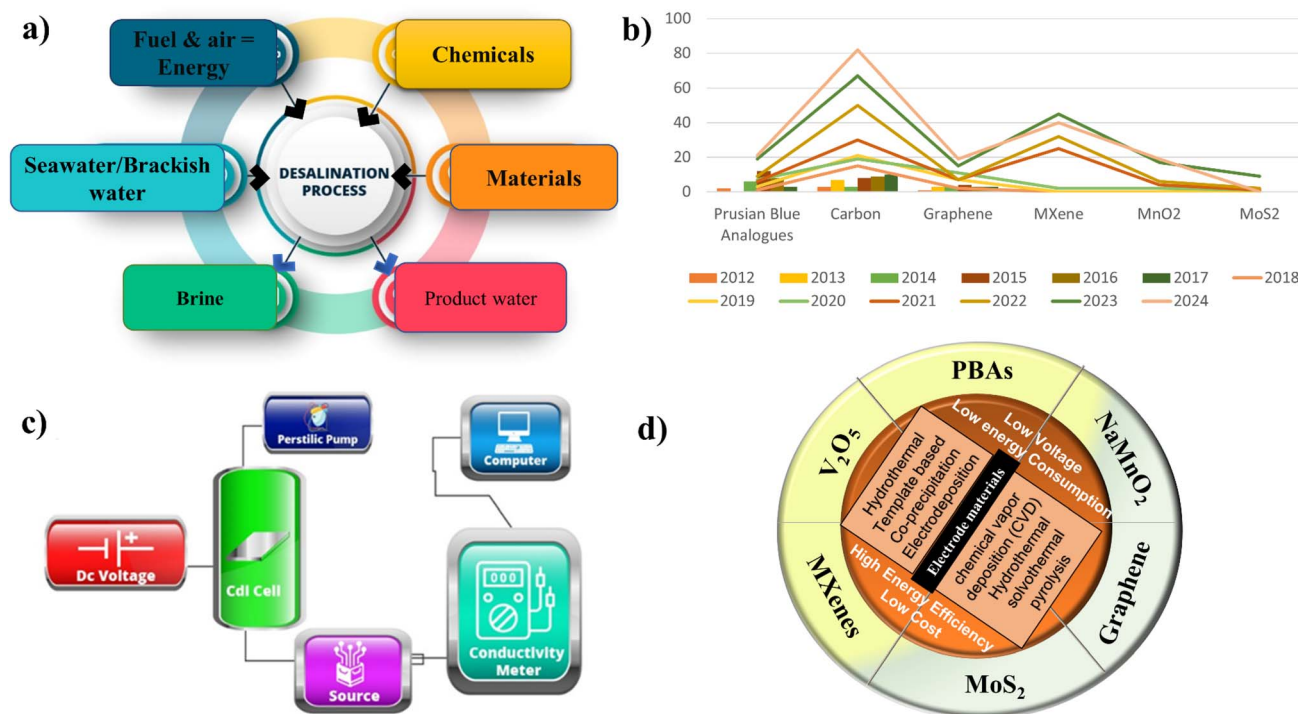 a)
Fuel & air =
Energy
Chemicals
Seawater/Brackish
water
DESALINATION
PROCESS
Materials
Brine
Product water
b)
100
80
60
40
20
0
Prusian Blue
Analogues
Carbon
Graphene
MXene
MnO2
MoS2
2012
2013
2014
2015
2016
2017
2018
2019
2020
2021
2022
2023
2024
c)
Perstilic Pump
Computer
Dc Voltage
+
Cdi Cell
Source
000
Conductivity
Meter
d)
PBAs
NaMnO₂
Graphene
MoS₂
MXenes
V₂O₅
Low Voltage
Low energy Consumption
Hydrothermal
Template based
Co-precipitation
Electrodeposition
Electrode materials
chemical vapor
deposition (CVD)
Hydrothermal
solvothermal
pyrolysis
High Energy Efficiency
Low Cost